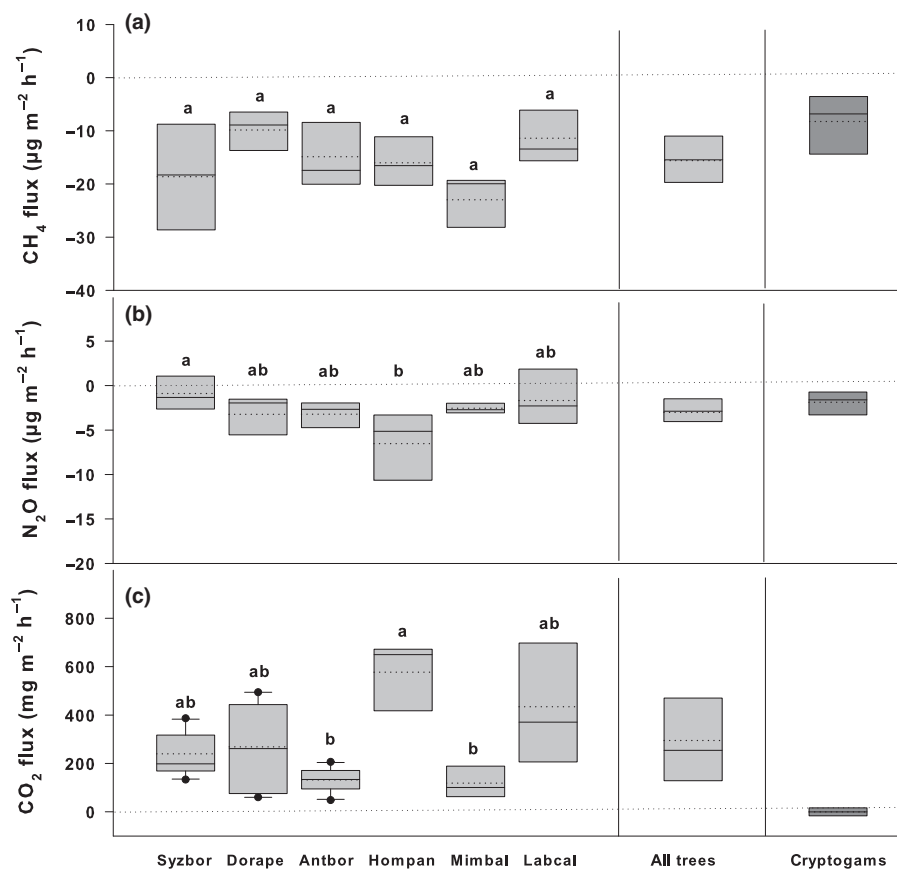 (a)
CH₄ flux (µg m⁻² h⁻¹)
10
0
−10
−20
−30
−40
a a a a a a
(b)
N₂O flux (µg m⁻² h⁻¹)
5
0
−5
−10
−15
−20
a ab ab b ab ab
(c)
CO₂ flux (mg m⁻² h⁻¹)
800
600
400
200
0
ab ab b a b ab
Syzbor Dorape Antbor Hompan Mimbal Labcal All trees Cryptogams